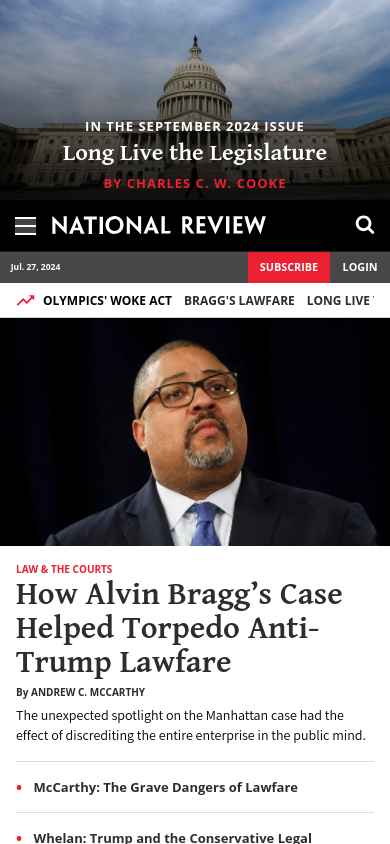 IN THE SEPTEMBER 2024 ISSUE
Long Live the Legislature
BY CHARLES C. W. COOKE
NATIONAL REVIEW
Jul. 27, 2024
SUBSCRIBE
LOGIN
OLYMPICS' WOKE ACT
BRAGG'S LAWFARE
LONG LIVE
LAW & THE COURTS
How Alvin Bragg’s Case
Helped Torpedo Anti-
Trump Lawfare
By ANDREW C. MCCARTHY
The unexpected spotlight on the Manhattan case had the
effect of discrediting the entire enterprise in the public mind.
McCarthy: The Grave Dangers of Lawfare
Whelan: Trump and the Conservative Legal